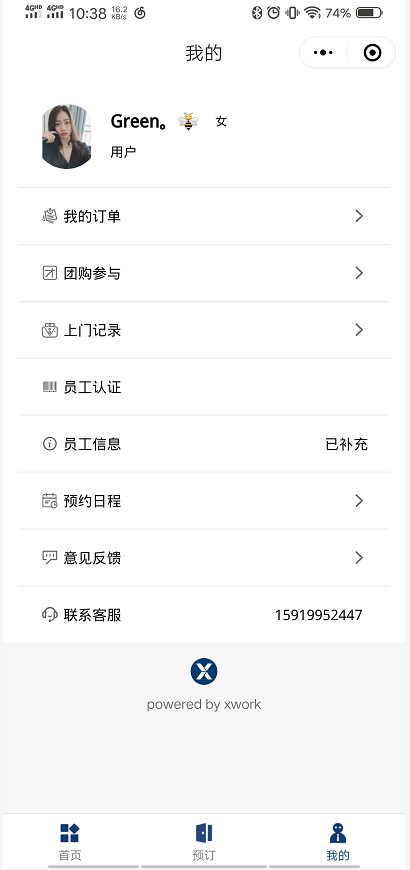 4GHD 4GHD 10:38 16.2 KB/s 74%
我的
Green。 女
用户
我的订单
团购参与
上门记录
员工认证
员工信息 已补充
预约日程
意见反馈
联系客服 15919952447
powered by xwork
首页 预订 我的